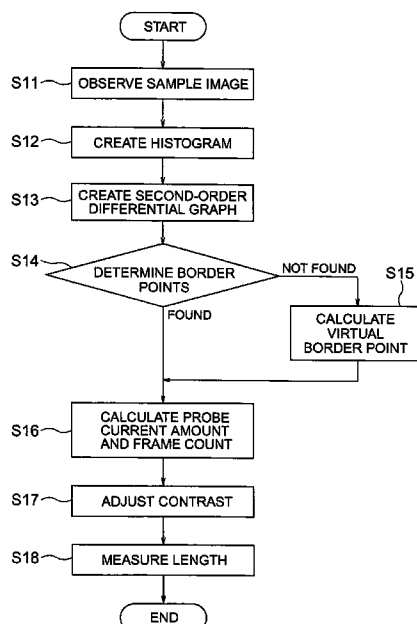 START
S11
OBSERVE SAMPLE IMAGE
S12
CREATE HISTOGRAM
S13
CREATE SECOND-ORDER
DIFFERENTIAL GRAPH
S14
DETERMINE BORDER
POINTS
NOT FOUND
FOUND
S15
CALCULATE
VIRTUAL
BORDER POINT
S16
CALCULATE PROBE
CURRENT AMOUNT
AND FRAME COUNT
S17
ADJUST CONTRAST
S18
MEASURE LENGTH
END